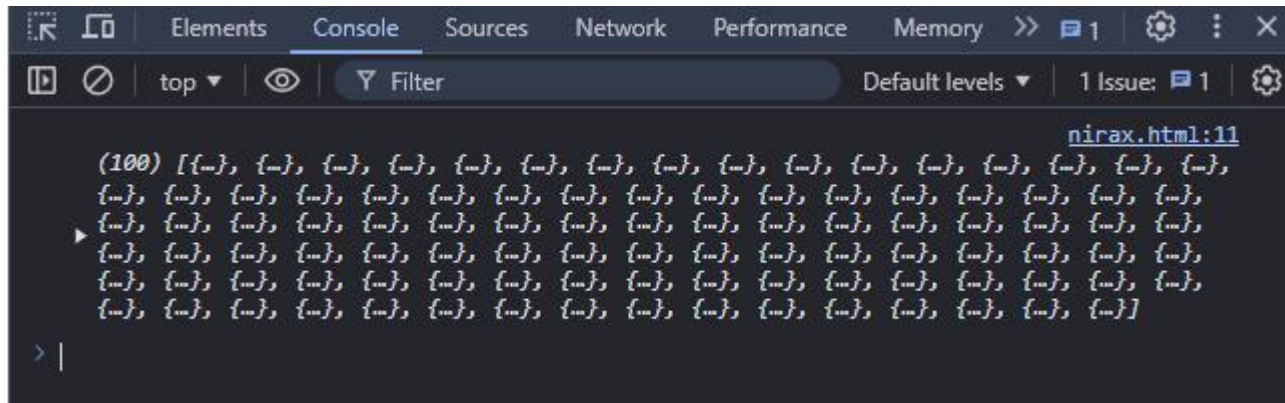 Elements Console Sources Network Performance Memory 1
top Filter Default levels 1 Issue: 1
nirax.html:11
(100) [{…}, {…}, {…}, {…}, {…}, {…}, {…}, {…}, {…}, {…}, {…}, {…}, {…}, {…}, {…}, {…},
{…}, {…}, {…}, {…}, {…}, {…}, {…}, {…}, {…}, {…}, {…}, {…}, {…}, {…}, {…}, {…}, {…},
{…}, {…}, {…}, {…}, {…}, {…}, {…}, {…}, {…}, {…}, {…}, {…}, {…}, {…}, {…}, {…}, {…},
{…}, {…}, {…}, {…}, {…}, {…}, {…}, {…}, {…}, {…}, {…}, {…}, {…}, {…}, {…}, {…}, {…},
{…}, {…}, {…}, {…}, {…}, {…}, {…}, {…}, {…}, {…}, {…}, {…}, {…}, {…}, {…}, {…}, {…},
{…}, {…}, {…}, {…}, {…}, {…}, {…}, {…}, {…}, {…}, {…}, {…}, {…}, {…}, {…}, {…}]
>